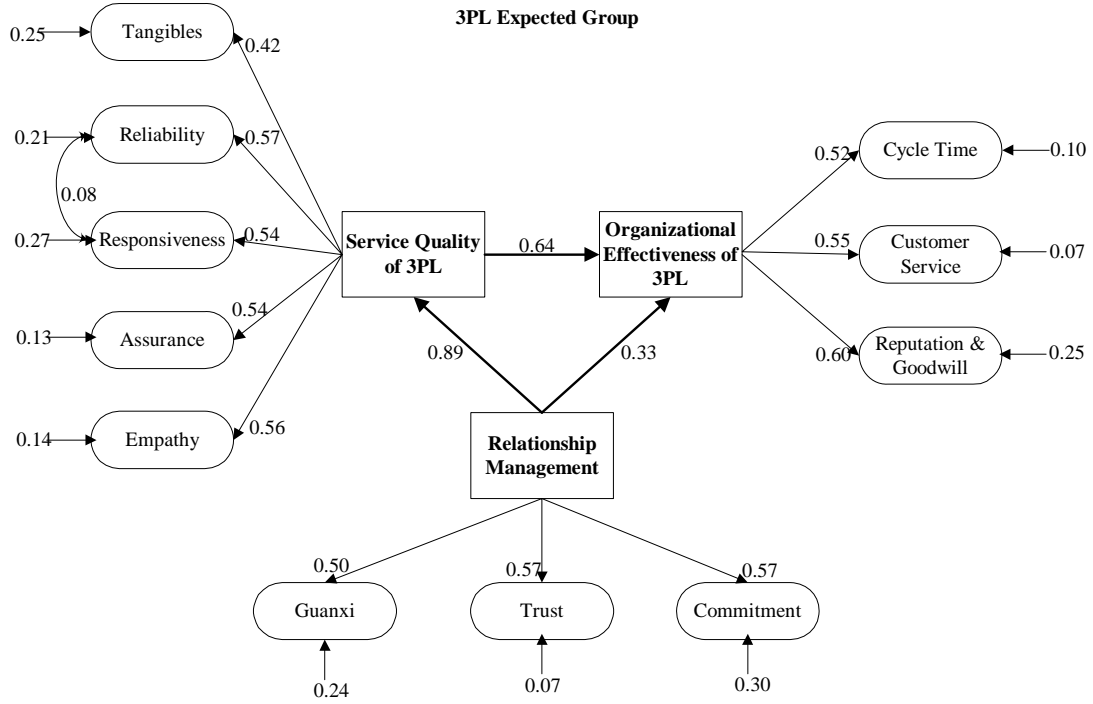 3PL Expected Group
0.25
Tangibles
0.42
0.21
Reliability
0.57
0.08
0.27
Responsiveness
0.54
0.13
Assurance
0.54
0.14
Empathy
0.56
Service Quality
of 3PL
0.64
Organizational
Effectiveness of
3PL
0.52
Cycle Time
0.10
0.55
Customer
Service
0.07
0.60
Reputation &
Goodwill
0.25
0.89
0.33
Relationship
Management
0.50
0.57
0.57
Guanxi
Trust
Commitment
0.24
0.07
0.30